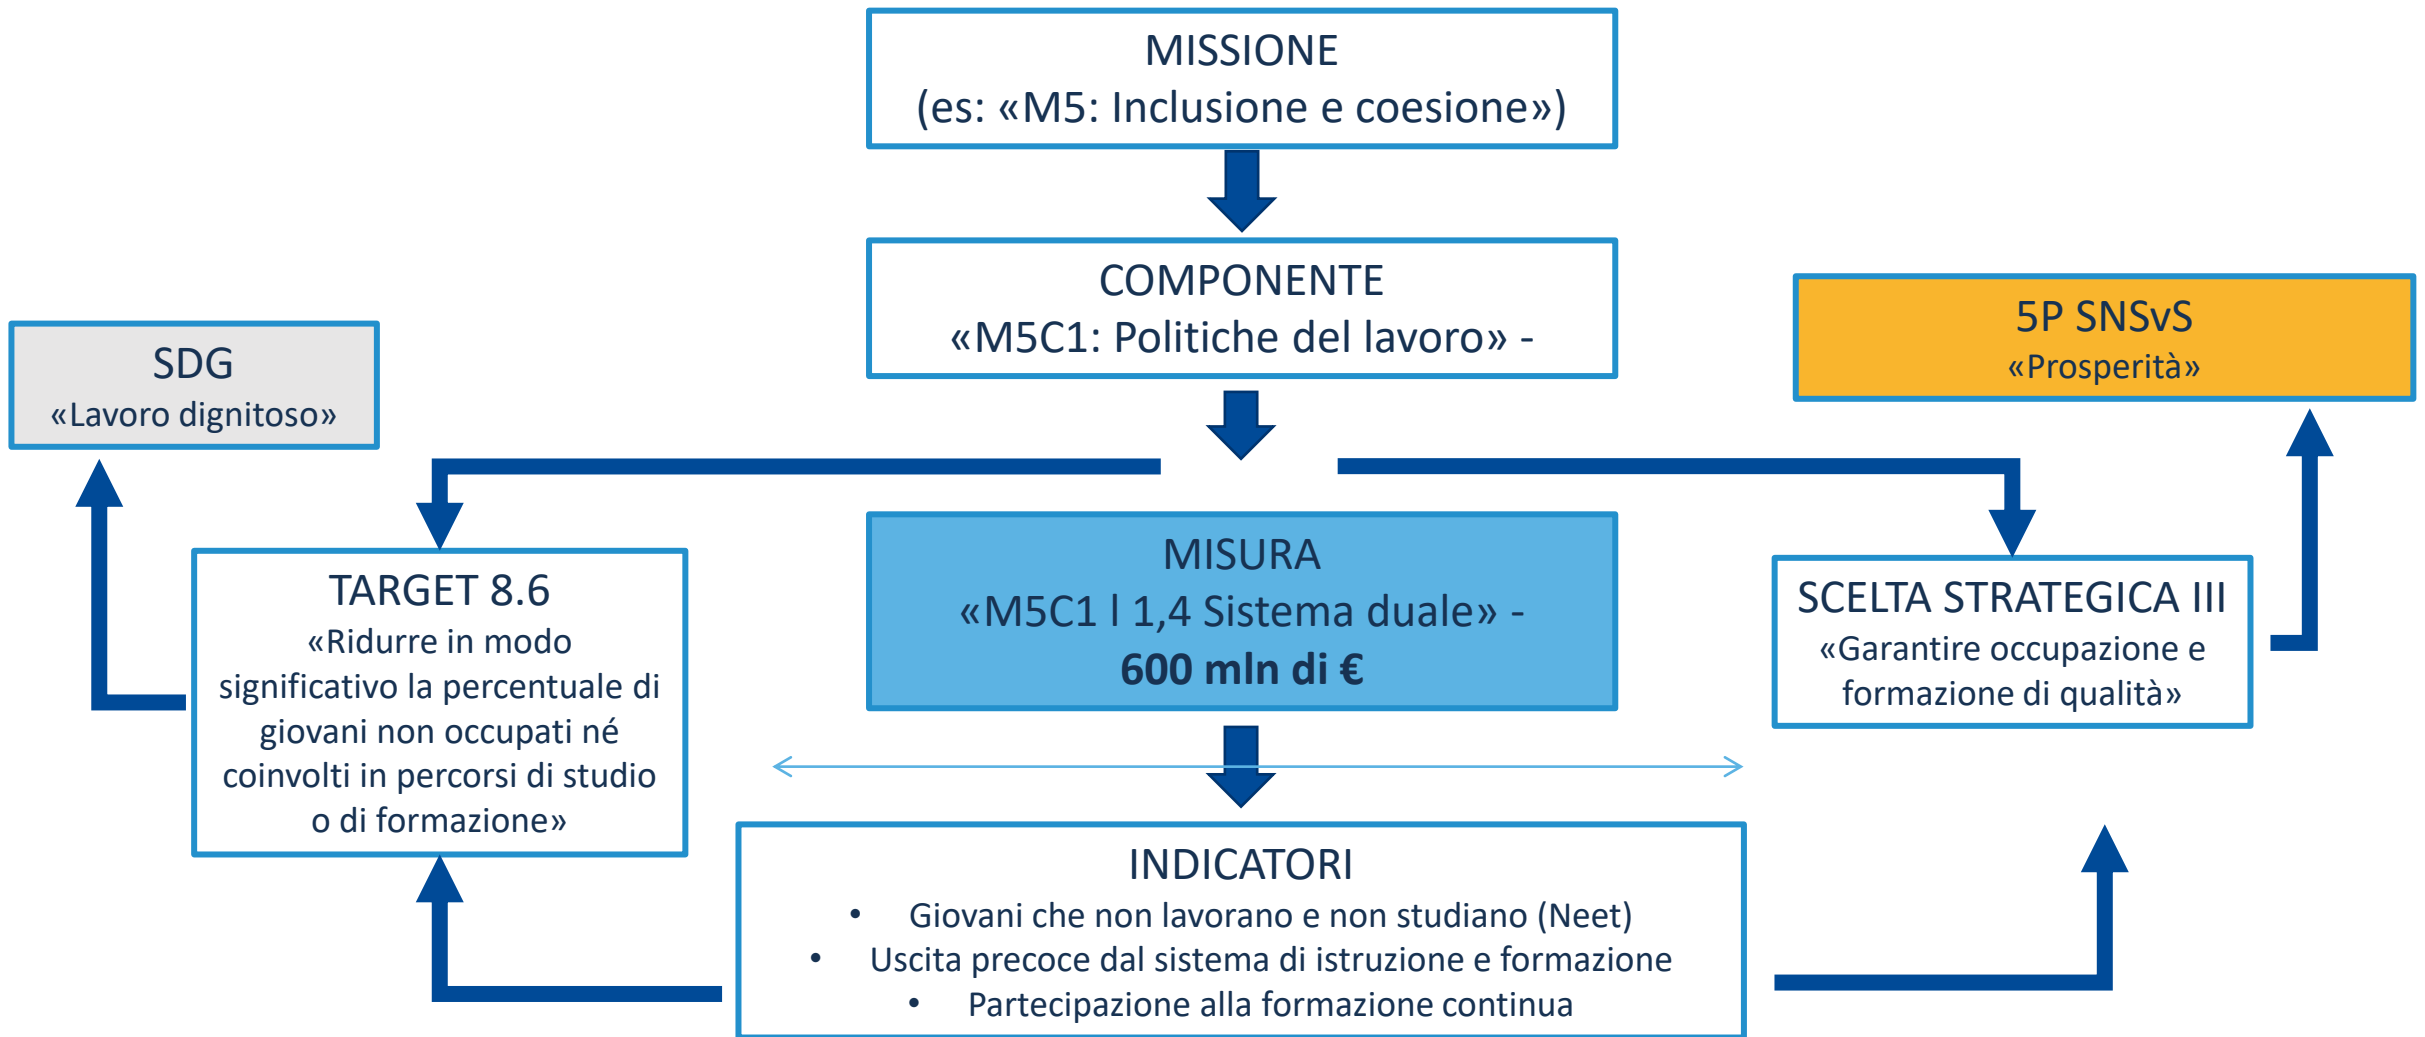 MISSIONE
(es: «M5: Inclusione e coesione»)
COMPONENTE
«M5C1: Politiche del lavoro» -
SDG
«Lavoro dignitoso»
5P SNSvS
«Prosperità»
TARGET 8.6
«Ridurre in modo
significativo la percentuale di
giovani non occupati né
coinvolti in percorsi di studio
o di formazione»
MISURA
«M5C1 l 1,4 Sistema duale» -
600 mln di €
SCELTA STRATEGICA III
«Garantire occupazione e
formazione di qualità»
INDICATORI
• Giovani che non lavorano e non studiano (Neet)
• Uscita precoce dal sistema di istruzione e formazione
• Partecipazione alla formazione continua